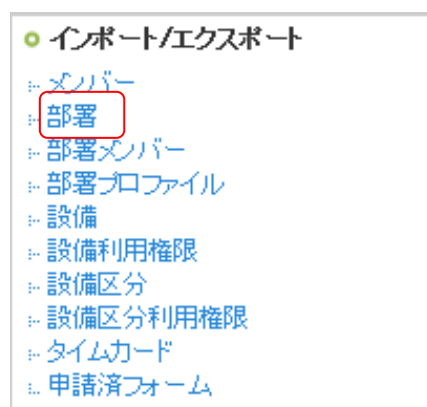 インポート/エクスポート
メンバー
部署
部署メンバー
部署プロファイル
設備
設備利用権限
設備区分
設備区分利用権限
タイムカード
申請済フォーム